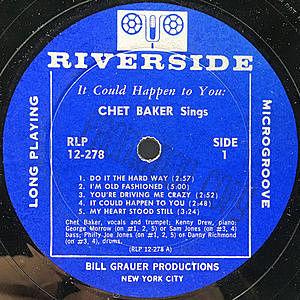 RIVERSIDE
It Could Happen to You:
CHET BAKER Sings
RLP
12-278
SIDE
1
LONG PLAYING
MICROGROOVE
1. DO IT THE HARD WAY (2:57)
2. I'M OLD FASHIONED (5:00)
3. YOU'RE DRIVING ME CRAZY (2:52)
4. IT COULD HAPPEN TO YOU (2:48)
5. MY HEART STOOD STILL (3:24)
Chet Baker, vocals and trumpet; Kenny Drew, piano;
George Morrow (on #1, 2, 5) or Sam Jones (on #3, 4),
bass; Philly Joe Jones (on #1, 2, 5) or Danny Richmond
(on #3, 4), drums.
(RLP 12-278 A)
BILL GRAUER PRODUCTIONS
NEW YORK CITY